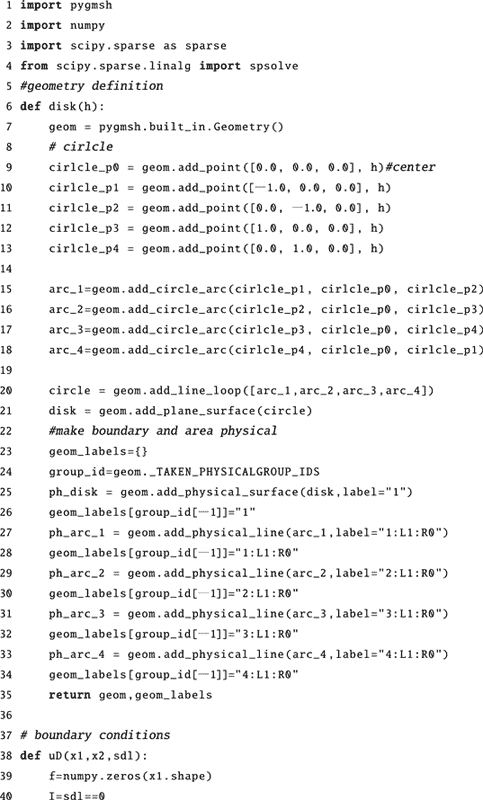 1 import pygmsh
2 import numpy
3 import scipy.sparse as sparse
4 from scipy.sparse.linalg import spsolve
5 #geometry definition
6 def disk(h):
7     geom = pygmsh.built_in.Geometry()
8     # cirlcle
9     cirlcle_p0 = geom.add_point([0.0, 0.0, 0.0], h)#center
10     cirlcle_p1 = geom.add_point([−1.0, 0.0, 0.0], h)
11     cirlcle_p2 = geom.add_point([0.0, −1.0, 0.0], h)
12     cirlcle_p3 = geom.add_point([1.0, 0.0, 0.0], h)
13     cirlcle_p4 = geom.add_point([0.0, 1.0, 0.0], h)
14
15     arc_1=geom.add_circle_arc(cirlcle_p1, cirlcle_p0, cirlcle_p2)
16     arc_2=geom.add_circle_arc(cirlcle_p2, cirlcle_p0, cirlcle_p3)
17     arc_3=geom.add_circle_arc(cirlcle_p3, cirlcle_p0, cirlcle_p4)
18     arc_4=geom.add_circle_arc(cirlcle_p4, cirlcle_p0, cirlcle_p1)
19
20     circle = geom.add_line_loop([arc_1,arc_2,arc_3,arc_4])
21     disk = geom.add_plane_surface(circle)
22     #make boundary and area physical
23     geom_labels={}
24     group_id=geom._TAKEN_PHYSICALGROUP_IDS
25     ph_disk = geom.add_physical_surface(disk,label="1")
26     geom_labels[group_id[−1]]="1"
27     ph_arc_1 = geom.add_physical_line(arc_1,label="1:L1:R0")
28     geom_labels[group_id[−1]]="1:L1:R0"
29     ph_arc_2 = geom.add_physical_line(arc_2,label="2:L1:R0")
30     geom_labels[group_id[−1]]="2:L1:R0"
31     ph_arc_3 = geom.add_physical_line(arc_3,label="3:L1:R0")
32     geom_labels[group_id[−1]]="3:L1:R0"
33     ph_arc_4 = geom.add_physical_line(arc_4,label="4:L1:R0")
34     geom_labels[group_id[−1]]="4:L1:R0"
35     return geom,geom_labels
36
37 # boundary conditions
38 def uD(x1,x2,sdl):
39     f=numpy.zeros(x1.shape)
40     I=sdl==0